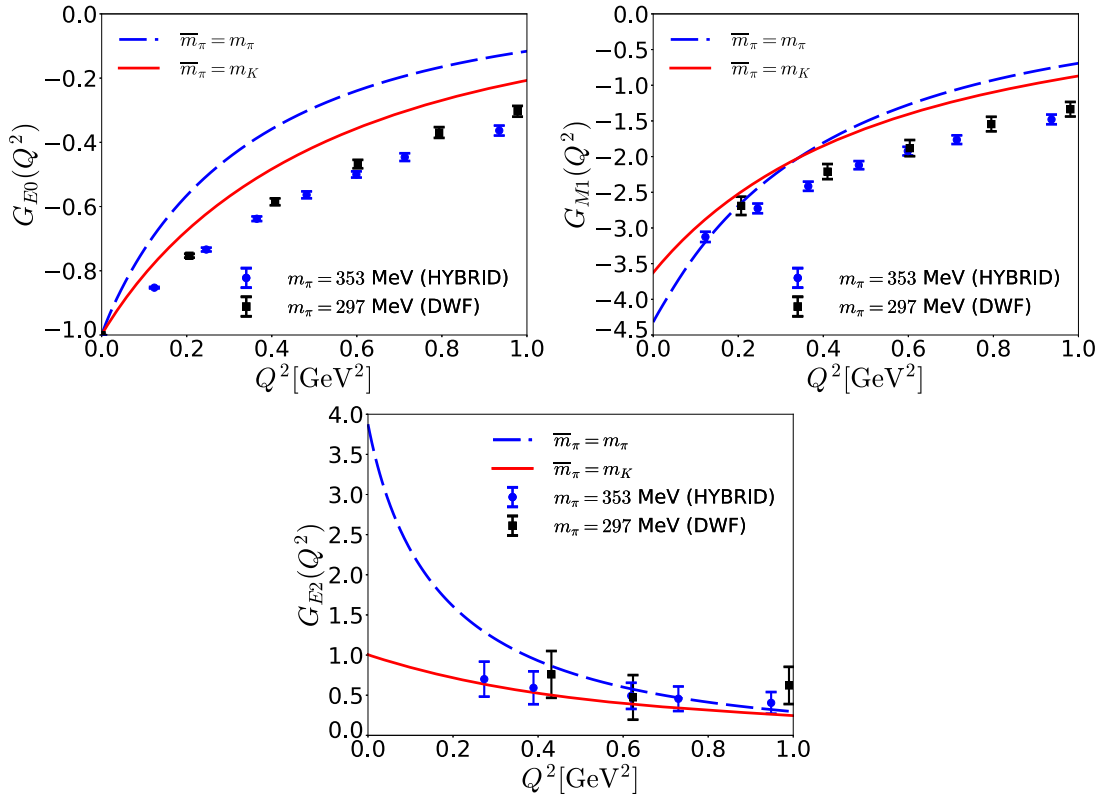 0.0
−0.2
−0.4
−0.6
−0.8
−1.0
G_{E0}(Q^2)
m̅_π = m_π
m̅_π = m_K
m_π = 353 MeV (HYBRID)
m_π = 297 MeV (DWF)
0.0 0.2 0.4 0.6 0.8 1.0
Q^2[GeV^2]
0.0
−0.5
−1.0
−1.5
−2.0
−2.5
−3.0
−3.5
−4.0
−4.5
G_{M1}(Q^2)
m̅_π = m_π
m̅_π = m_K
m_π = 353 MeV (HYBRID)
m_π = 297 MeV (DWF)
0.0 0.2 0.4 0.6 0.8 1.0
Q^2[GeV^2]
4.0
3.5
3.0
2.5
2.0
1.5
1.0
0.5
0.0
G_{E2}(Q^2)
m̅_π = m_π
m̅_π = m_K
m_π = 353 MeV (HYBRID)
m_π = 297 MeV (DWF)
0.0 0.2 0.4 0.6 0.8 1.0
Q^2[GeV^2]